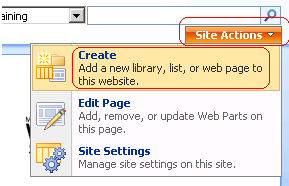 aining
Site Actions
Create
Add a new library, list, or web page to
this website.
Edit Page
Add, remove, or update Web Parts on
this page.
Site Settings
Manage site settings on this site.